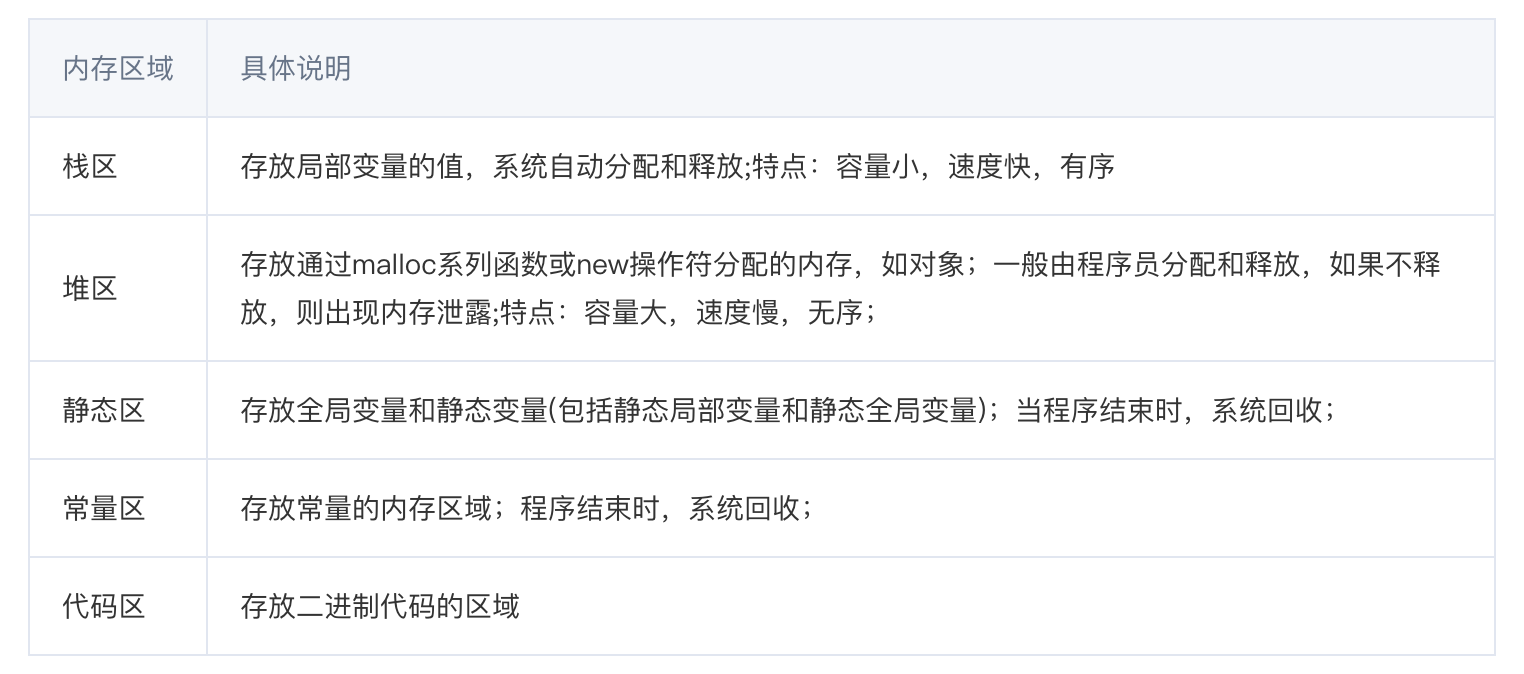 内存区域 具体说明
栈区 存放局部变量的值，系统自动分配和释放;特点：容量小，速度快，有序
堆区 存放通过malloc系列函数或new操作符分配的内存，如对象；一般由程序员分配和释放，如果不释
放，则出现内存泄露;特点：容量大，速度慢，无序；
静态区 存放全局变量和静态变量(包括静态局部变量和静态全局变量)；当程序结束时，系统回收；
常量区 存放常量的内存区域；程序结束时，系统回收；
代码区 存放二进制代码的区域